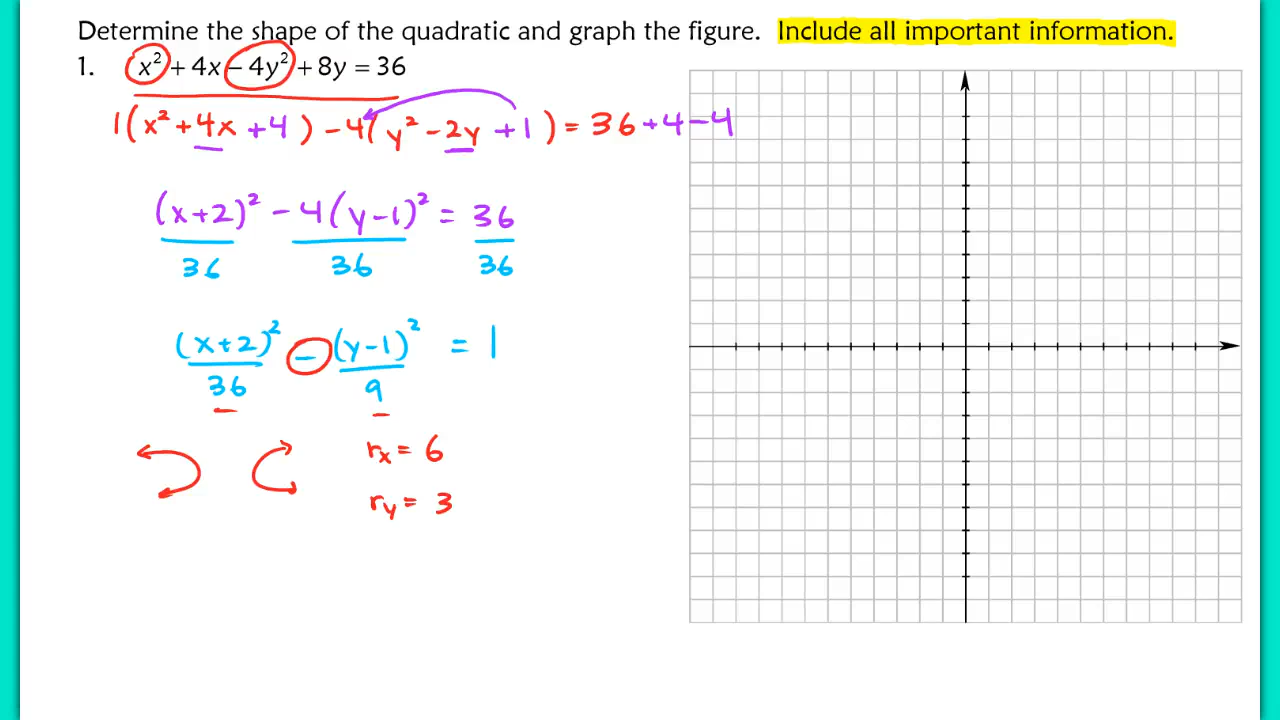 Determine the shape of the quadratic and graph the figure. Include all important information.
1. x² + 4x − 4y² + 8y = 36
1(x² + 4x + 4) − 4(y² − 2y + 1) = 36 + 4 − 4
(x+2)² − 4(y−1)² = 36
36 36 36
(x+2)² − (y−1)² = 1
36 9
rₓ = 6
r_y = 3